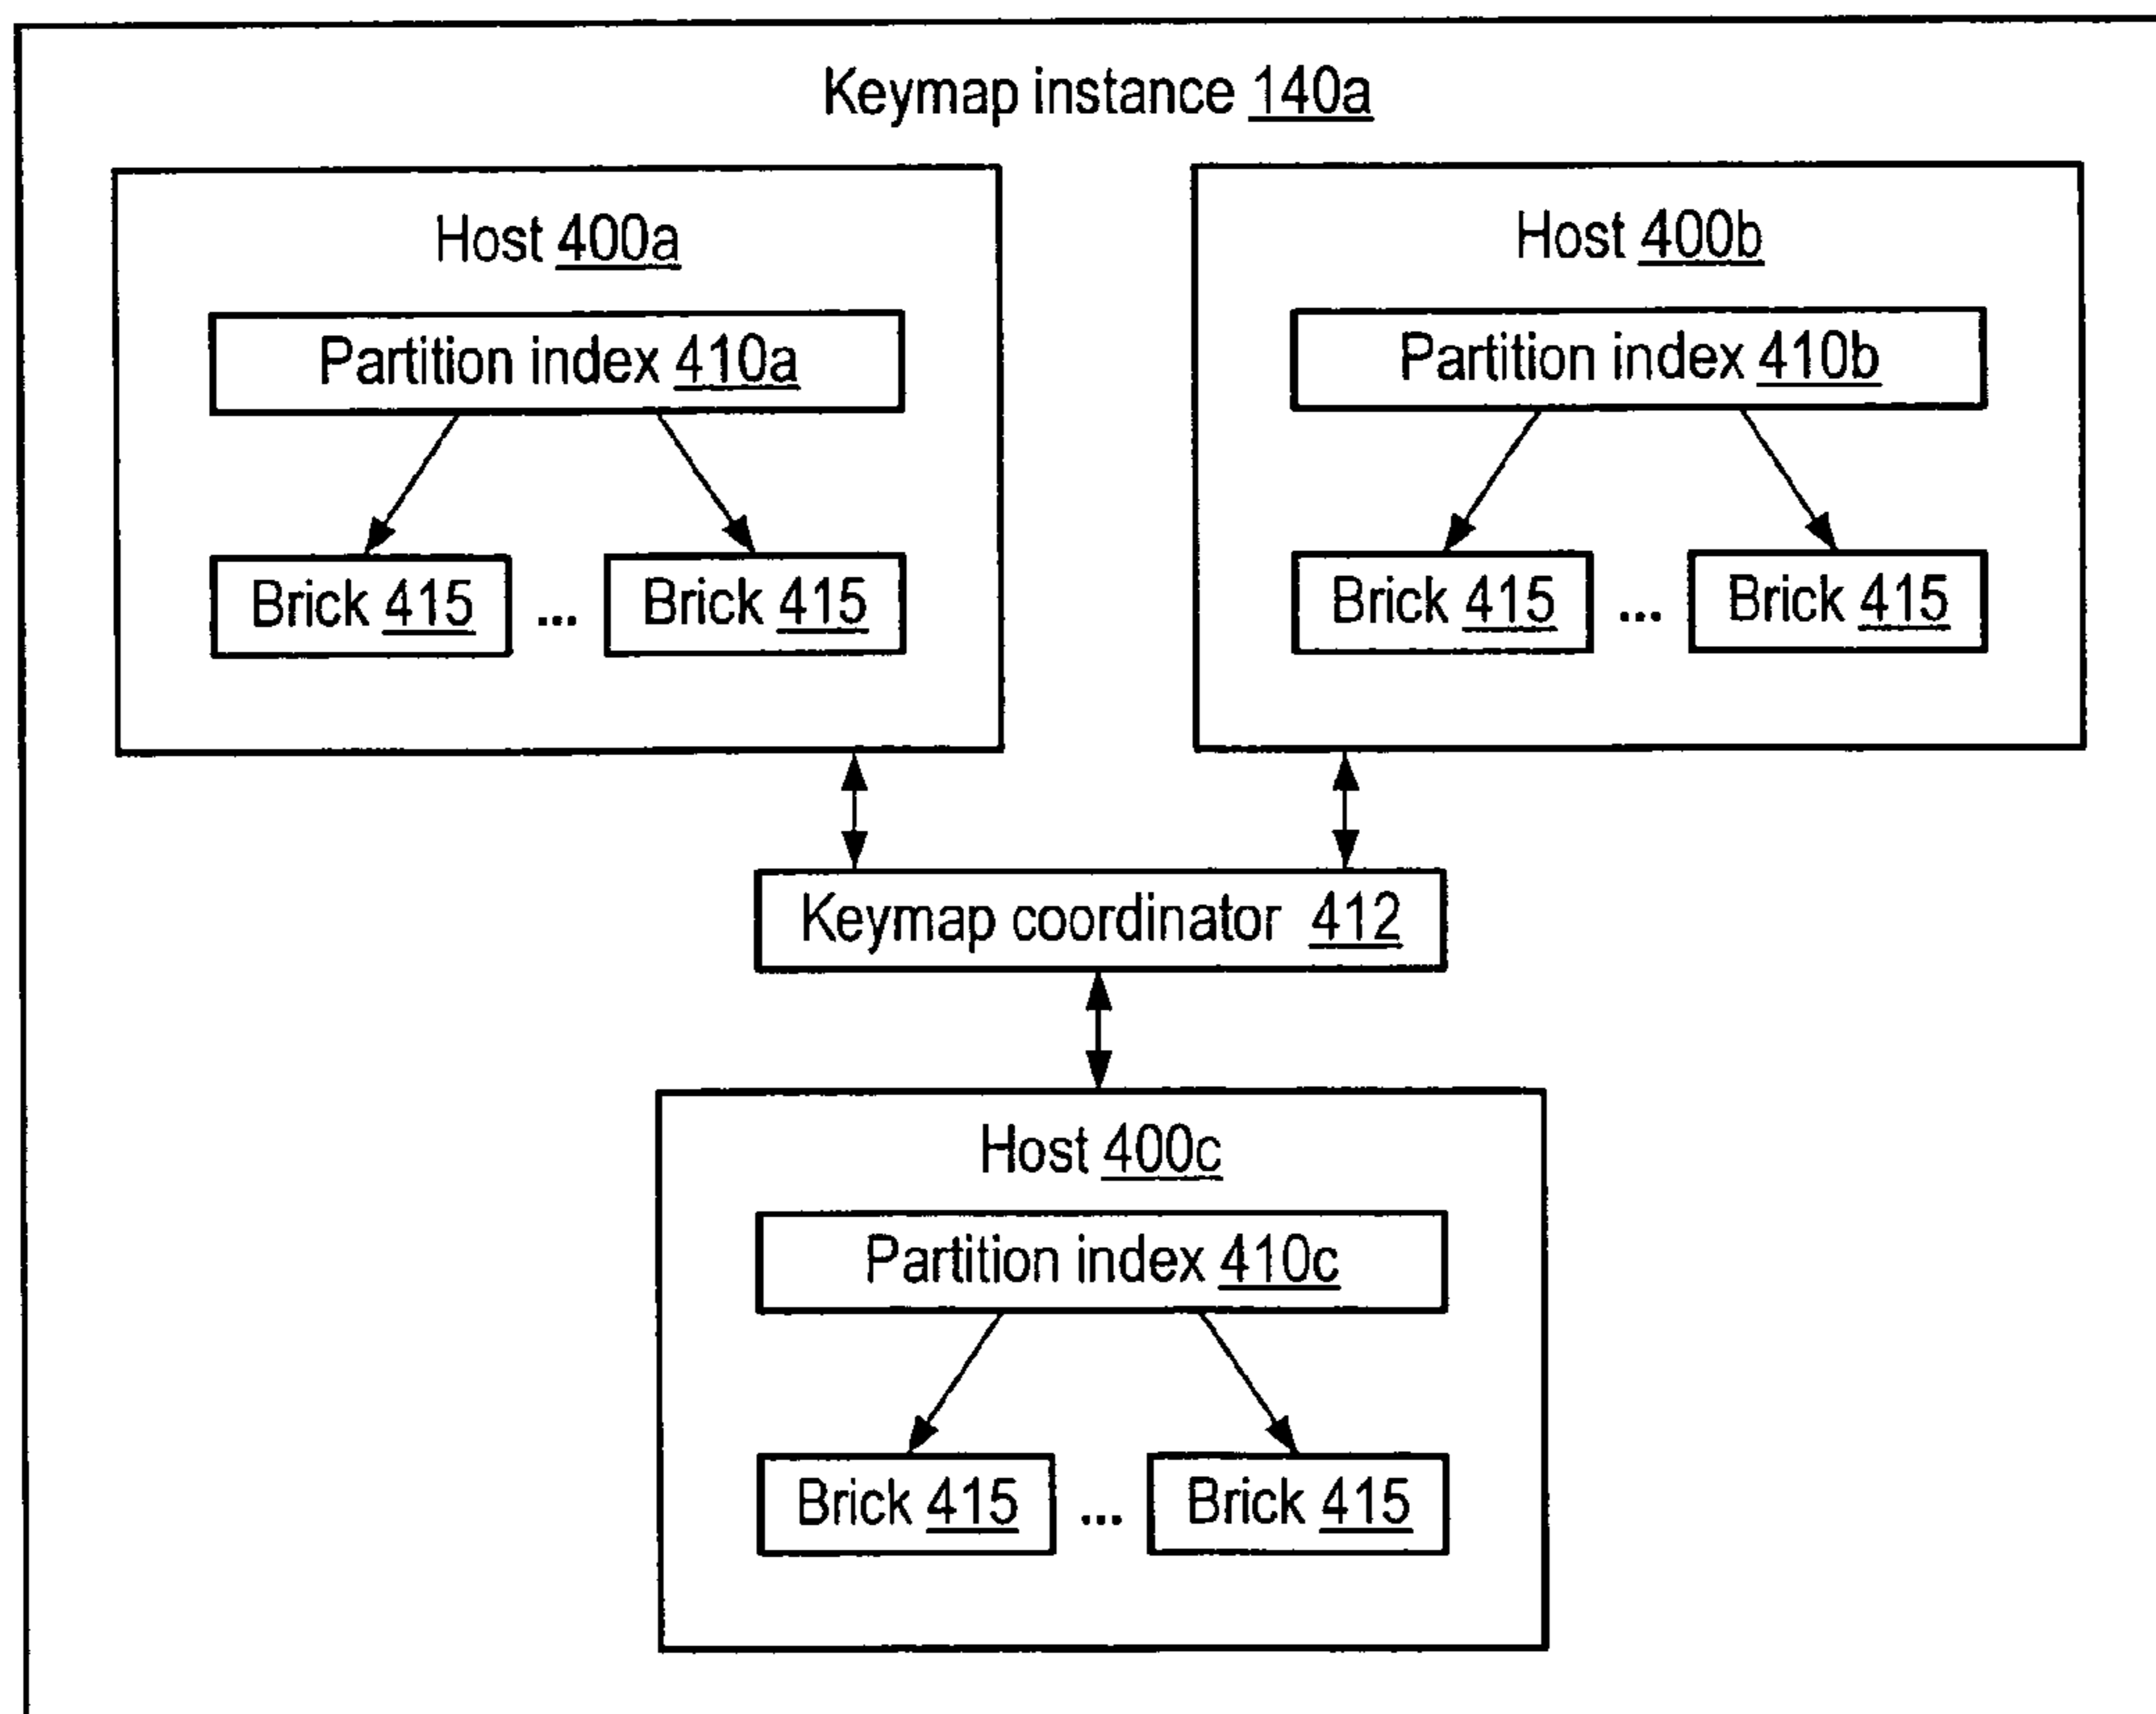 Keymap instance 140a
Host 400a
Host 400b
Partition index 410a
Partition index 410b
Brick 415 ... Brick 415
Brick 415 ... Brick 415
Keymap coordinator 412
Host 400c
Partition index 410c
Brick 415 ... Brick 415